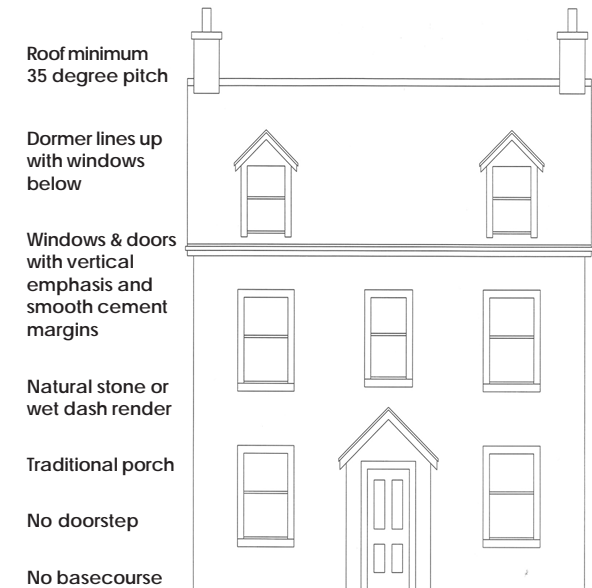 Roof minimum
35 degree pitch
Dormer lines up
with windows
below
Windows & doors
with vertical
emphasis and
smooth cement
margins
Natural stone or
wet dash render
Traditional porch
No doorstep
No basecourse